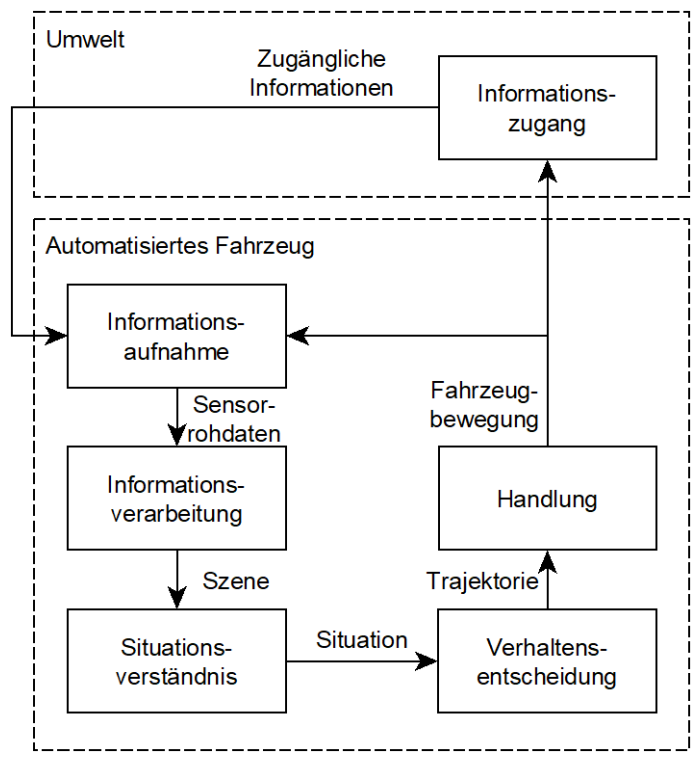 Umwelt
Zugängliche
Informationen
Informations-
zugang
Automatisiertes Fahrzeug
Informations-
aufnahme
Sensor-
rohdaten
Fahrzeug-
bewegung
Informations-
verarbeitung
Handlung
Szene
Trajektorie
Situations-
verständnis
Situation
Verhaltens-
entscheidung